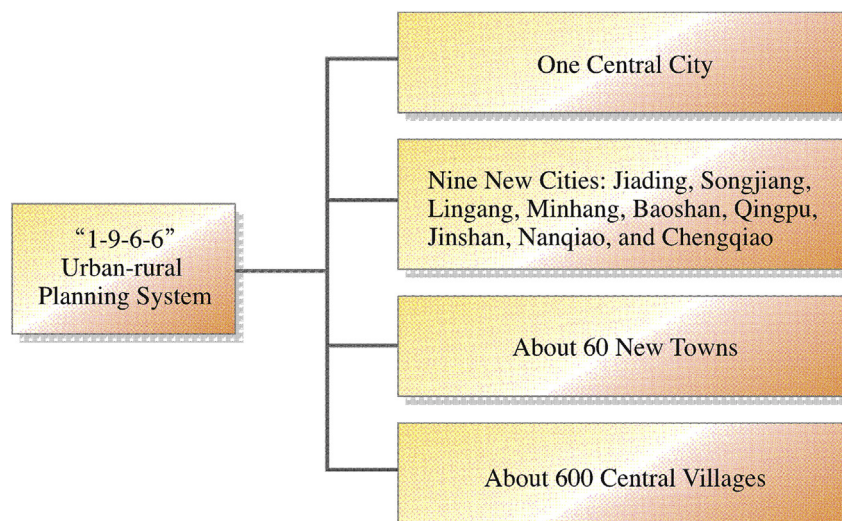 One Central City
Nine New Cities: Jiading, Songjiang,
Lingang, Minhang, Baoshan, Qingpu,
Jinshan, Nanqiao, and Chengqiao
“1-9-6-6”
Urban-rural
Planning System
About 60 New Towns
About 600 Central Villages